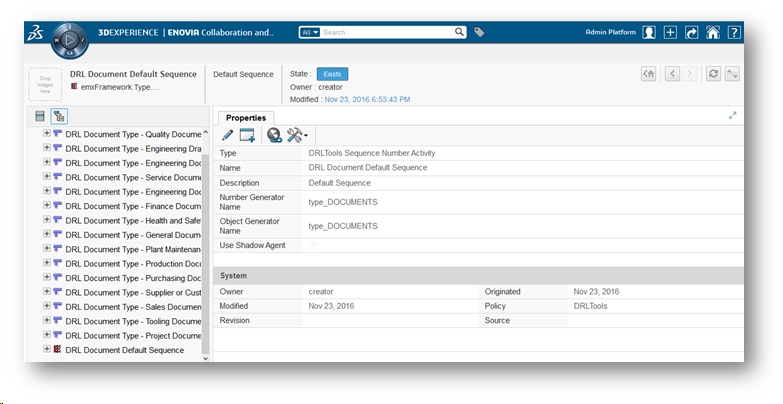 3DEXPERIENCE | ENOVIA Collaboration and..
All
Search
Admin Platform
Drop images here
DRL Document Default Sequence
emxFramework.Type....
Default Sequence
State : Exists
Owner : creator
Modified : Nov 23, 2016 6:53:43 PM
DRL Document Type - Quality Docume
DRL Document Type - Engineering Dra
DRL Document Type - Engineering Doc
DRL Document Type - Service Docum
DRL Document Type - Engineering Doc
DRL Document Type - Finance Docum
DRL Document Type - Health and Safe
DRL Document Type - General Docum
DRL Document Type - Plant Maintenan
DRL Document Type - Production Docu
DRL Document Type - Purchasing Doc
DRL Document Type - Supplier or Cust
DRL Document Type - Sales Documen
DRL Document Type - Tooling Docume
DRL Document Type - Project Docume
DRL Document Default Sequence
Properties
Type DRLTools Sequence Number Activity
Name DRL Document Default Sequence
Description Default Sequence
Number Generator Name type_DOCUMENTS
Object Generator Name type_DOCUMENTS
Use Shadow Agent
System
Owner creator Originated Nov 23, 2016
Modified Nov 23, 2016 Policy DRLTools
Revision Source